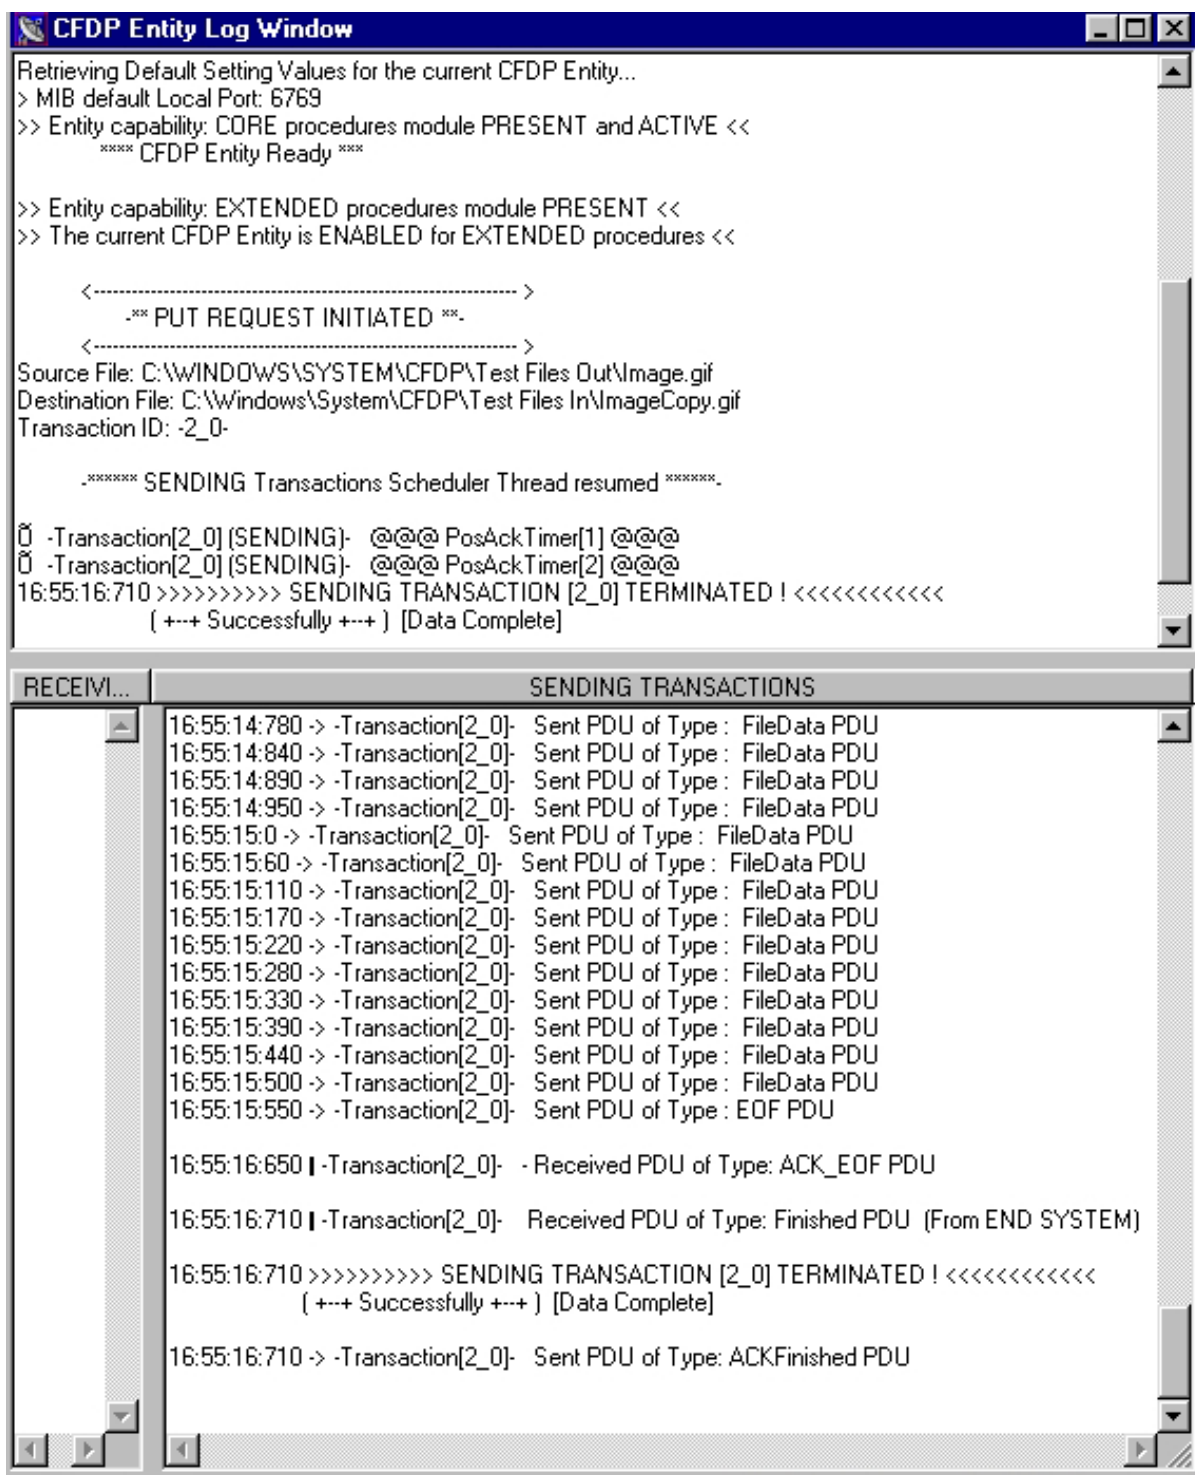 CFDP Entity Log Window
Retrieving Default Setting Values for the current CFDP Entity...
> MIB default Local Port: 6769
>> Entity capability: CORE procedures module PRESENT and ACTIVE <<
**** CFDP Entity Ready ***
>> Entity capability: EXTENDED procedures module PRESENT <<
>> The current CFDP Entity is ENABLED for EXTENDED procedures <<
<------------------------------------------------------------------- >
-** PUT REQUEST INITIATED **-
<------------------------------------------------------------------- >
Source File: C:\WINDOWS\SYSTEM\CFDP\Test Files Out\Image.gif
Destination File: C:\Windows\System\CFDP\Test Files In\ImageCopy.gif
Transaction ID: -2_0-
-****** SENDING Transactions Scheduler Thread resumed ******-
Õ -Transaction[2_0] (SENDING)- @@@ PosAckTimer[1] @@@
Õ -Transaction[2_0] (SENDING)- @@@ PosAckTimer[2] @@@
16:55:16:710 >>>>>>>>>> SENDING TRANSACTION [2_0] TERMINATED ! <<<<<<<<<<<<
( +--+ Successfully +--+ ) [Data Complete]
RECEIVI...
SENDING TRANSACTIONS
16:55:14:780 -> -Transaction[2_0]- Sent PDU of Type : FileData PDU
16:55:14:840 -> -Transaction[2_0]- Sent PDU of Type : FileData PDU
16:55:14:890 -> -Transaction[2_0]- Sent PDU of Type : FileData PDU
16:55:14:950 -> -Transaction[2_0]- Sent PDU of Type : FileData PDU
16:55:15:0 -> -Transaction[2_0]- Sent PDU of Type : FileData PDU
16:55:15:60 -> -Transaction[2_0]- Sent PDU of Type : FileData PDU
16:55:15:110 -> -Transaction[2_0]- Sent PDU of Type : FileData PDU
16:55:15:170 -> -Transaction[2_0]- Sent PDU of Type : FileData PDU
16:55:15:220 -> -Transaction[2_0]- Sent PDU of Type : FileData PDU
16:55:15:280 -> -Transaction[2_0]- Sent PDU of Type : FileData PDU
16:55:15:330 -> -Transaction[2_0]- Sent PDU of Type : FileData PDU
16:55:15:390 -> -Transaction[2_0]- Sent PDU of Type : FileData PDU
16:55:15:440 -> -Transaction[2_0]- Sent PDU of Type : FileData PDU
16:55:15:500 -> -Transaction[2_0]- Sent PDU of Type : FileData PDU
16:55:15:550 -> -Transaction[2_0]- Sent PDU of Type : EOF PDU
16:55:16:650 | -Transaction[2_0]- - Received PDU of Type: ACK_EOF PDU
16:55:16:710 | -Transaction[2_0]- Received PDU of Type: Finished PDU (From END SYSTEM)
16:55:16:710 >>>>>>>>>> SENDING TRANSACTION [2_0] TERMINATED ! <<<<<<<<<<<<
( +--+ Successfully +--+ ) [Data Complete]
16:55:16:710 -> -Transaction[2_0]- Sent PDU of Type: ACKFinished PDU